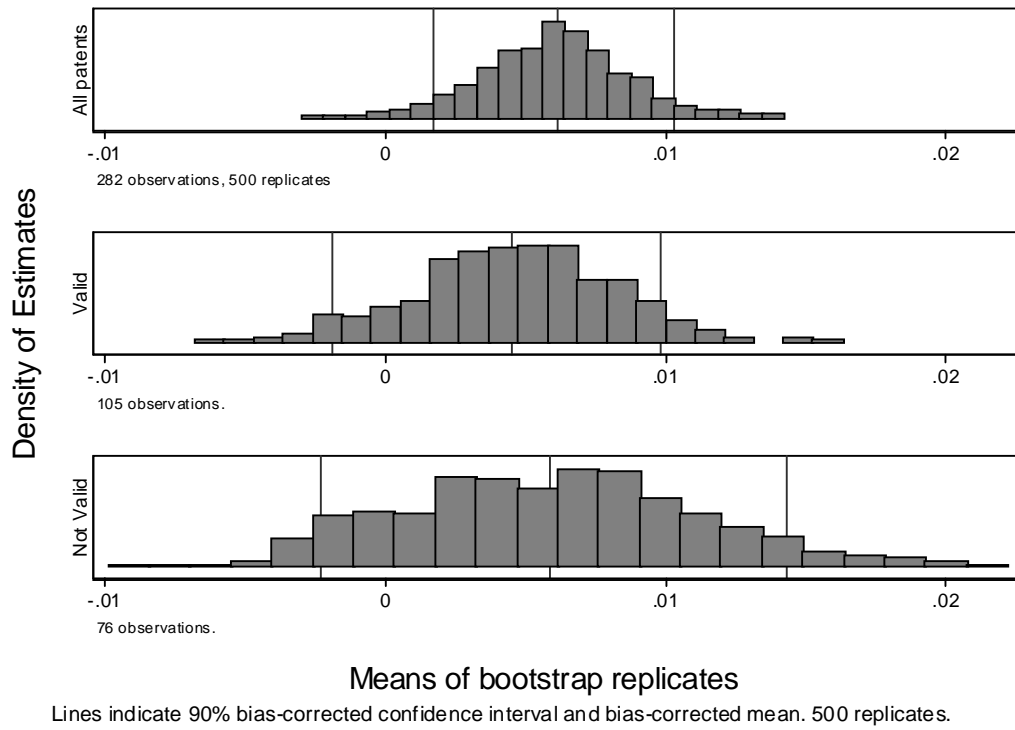 Density of Estimates
All patents
-.01 0 .01 .02
282 observations, 500 replicates
Valid
-.01 0 .01 .02
105 observations.
Not Valid
-.01 0 .01 .02
76 observations.
Means of bootstrap replicates
Lines indicate 90% bias-corrected confidence interval and bias-corrected mean. 500 replicates.